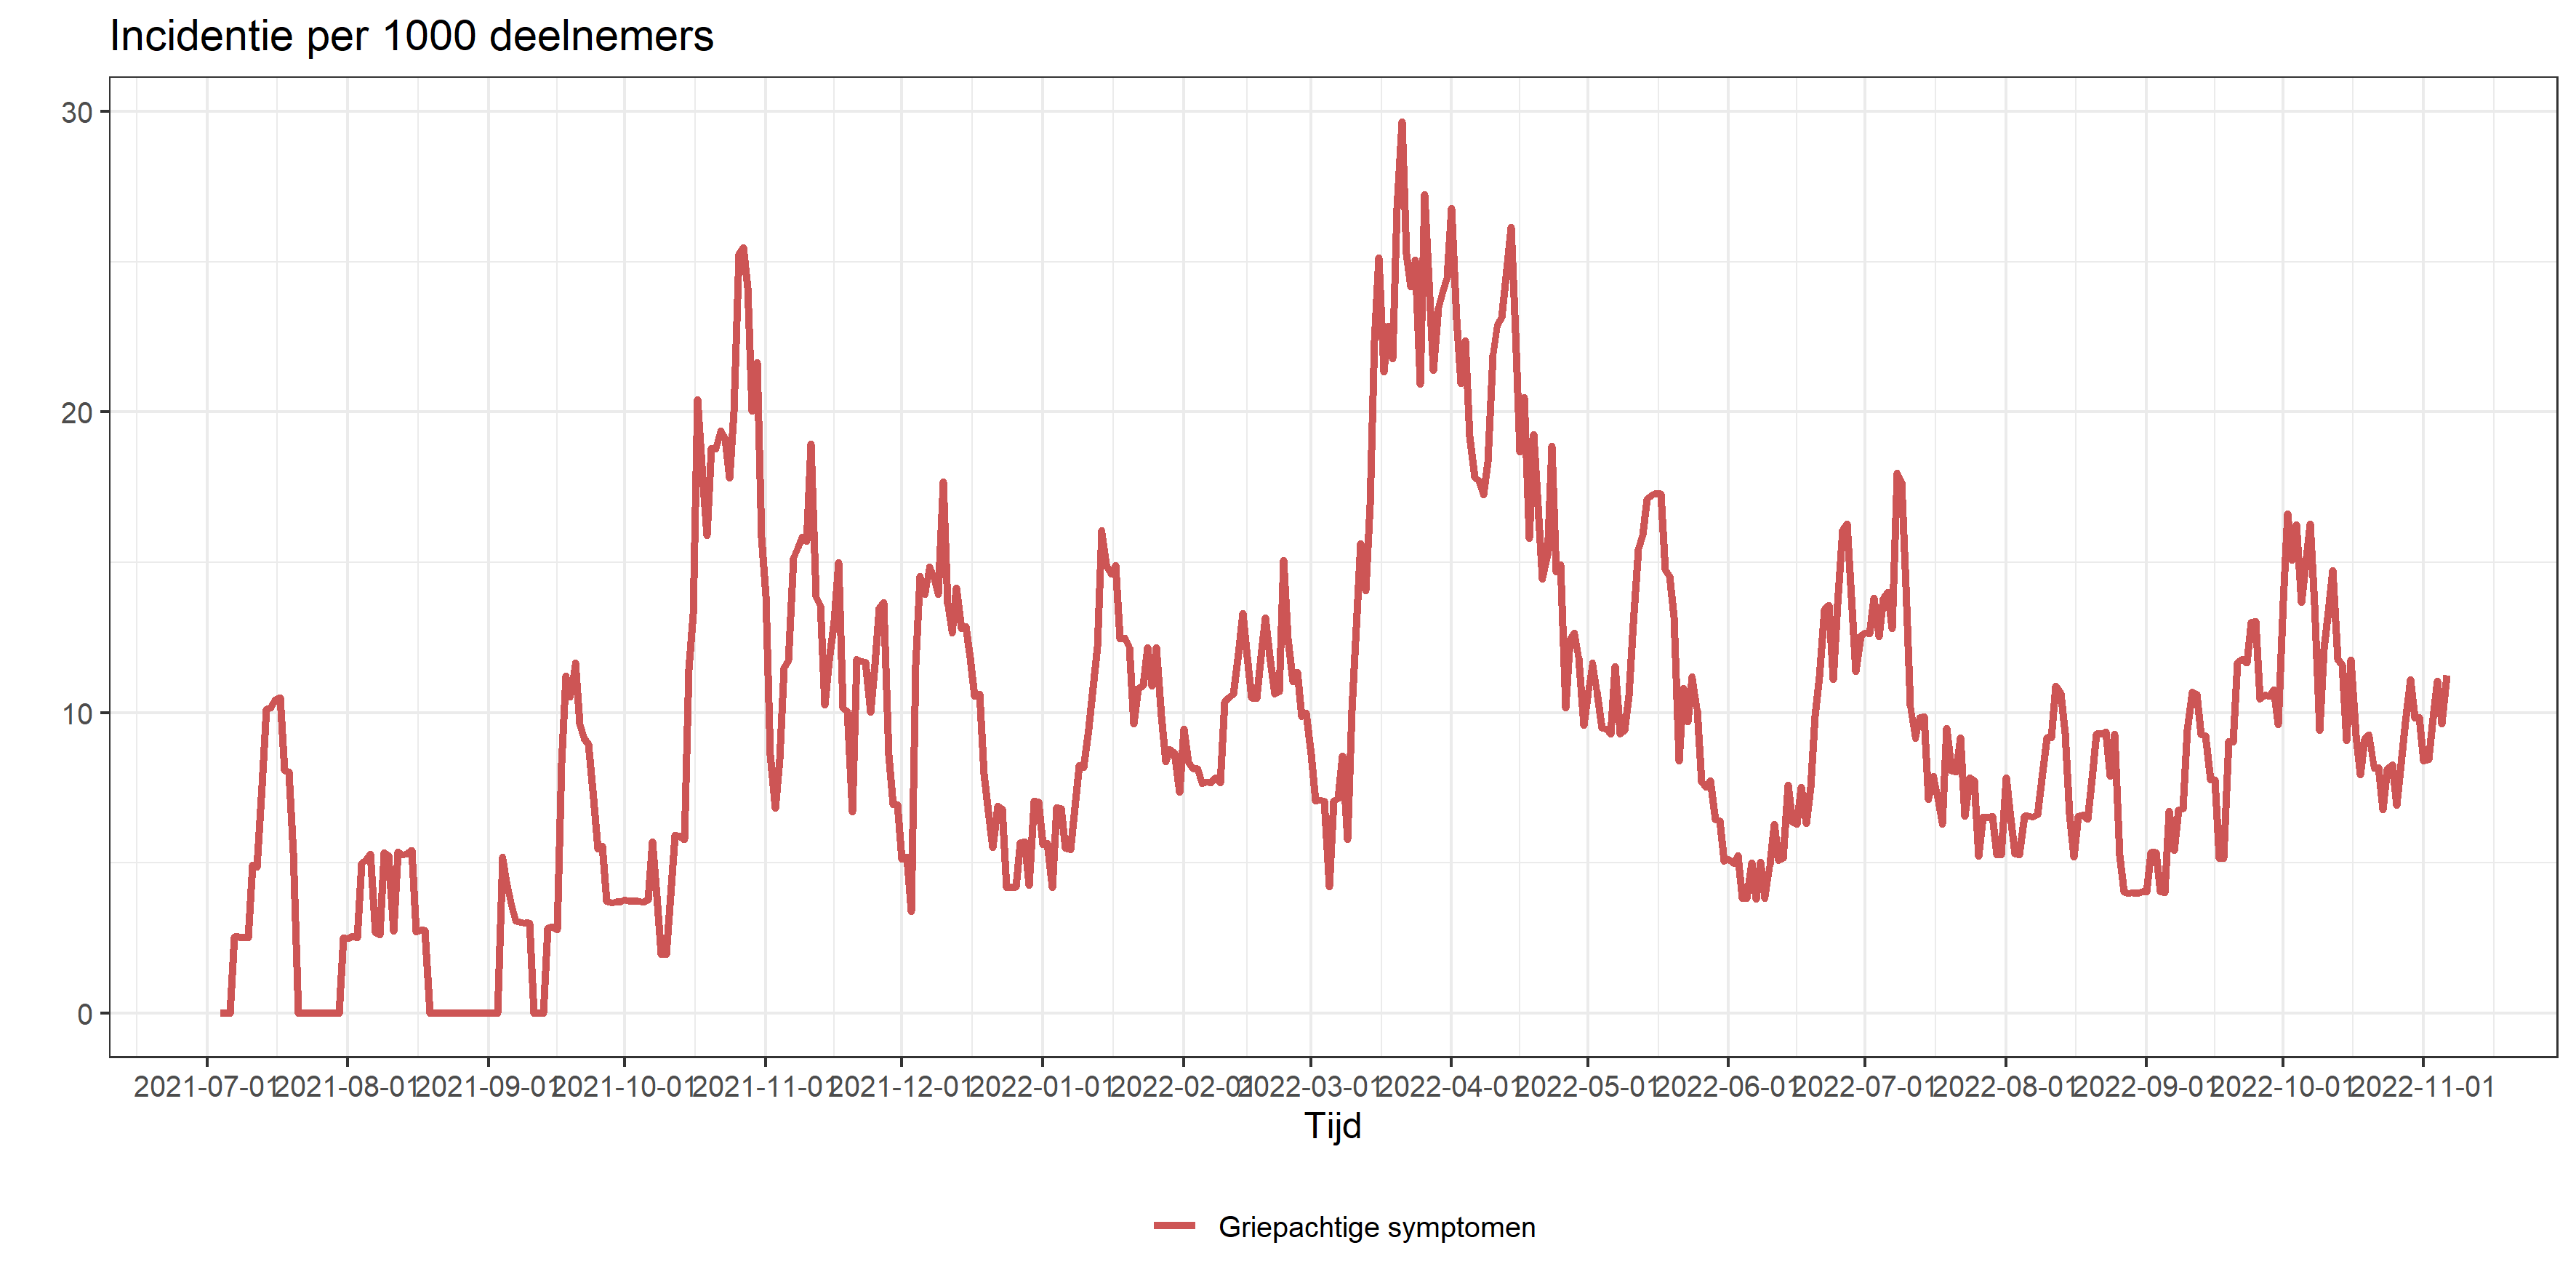 Incidentie per 1000 deelnemers
30
20
10
0
2021-07-01 2021-08-01 2021-09-01 2021-10-01 2021-11-01 2021-12-01 2022-01-01 2022-02-01 2022-03-01 2022-04-01 2022-05-01 2022-06-01 2022-07-01 2022-08-01 2022-09-01 2022-10-01 2022-11-01
Tijd
Griepachtige symptomen